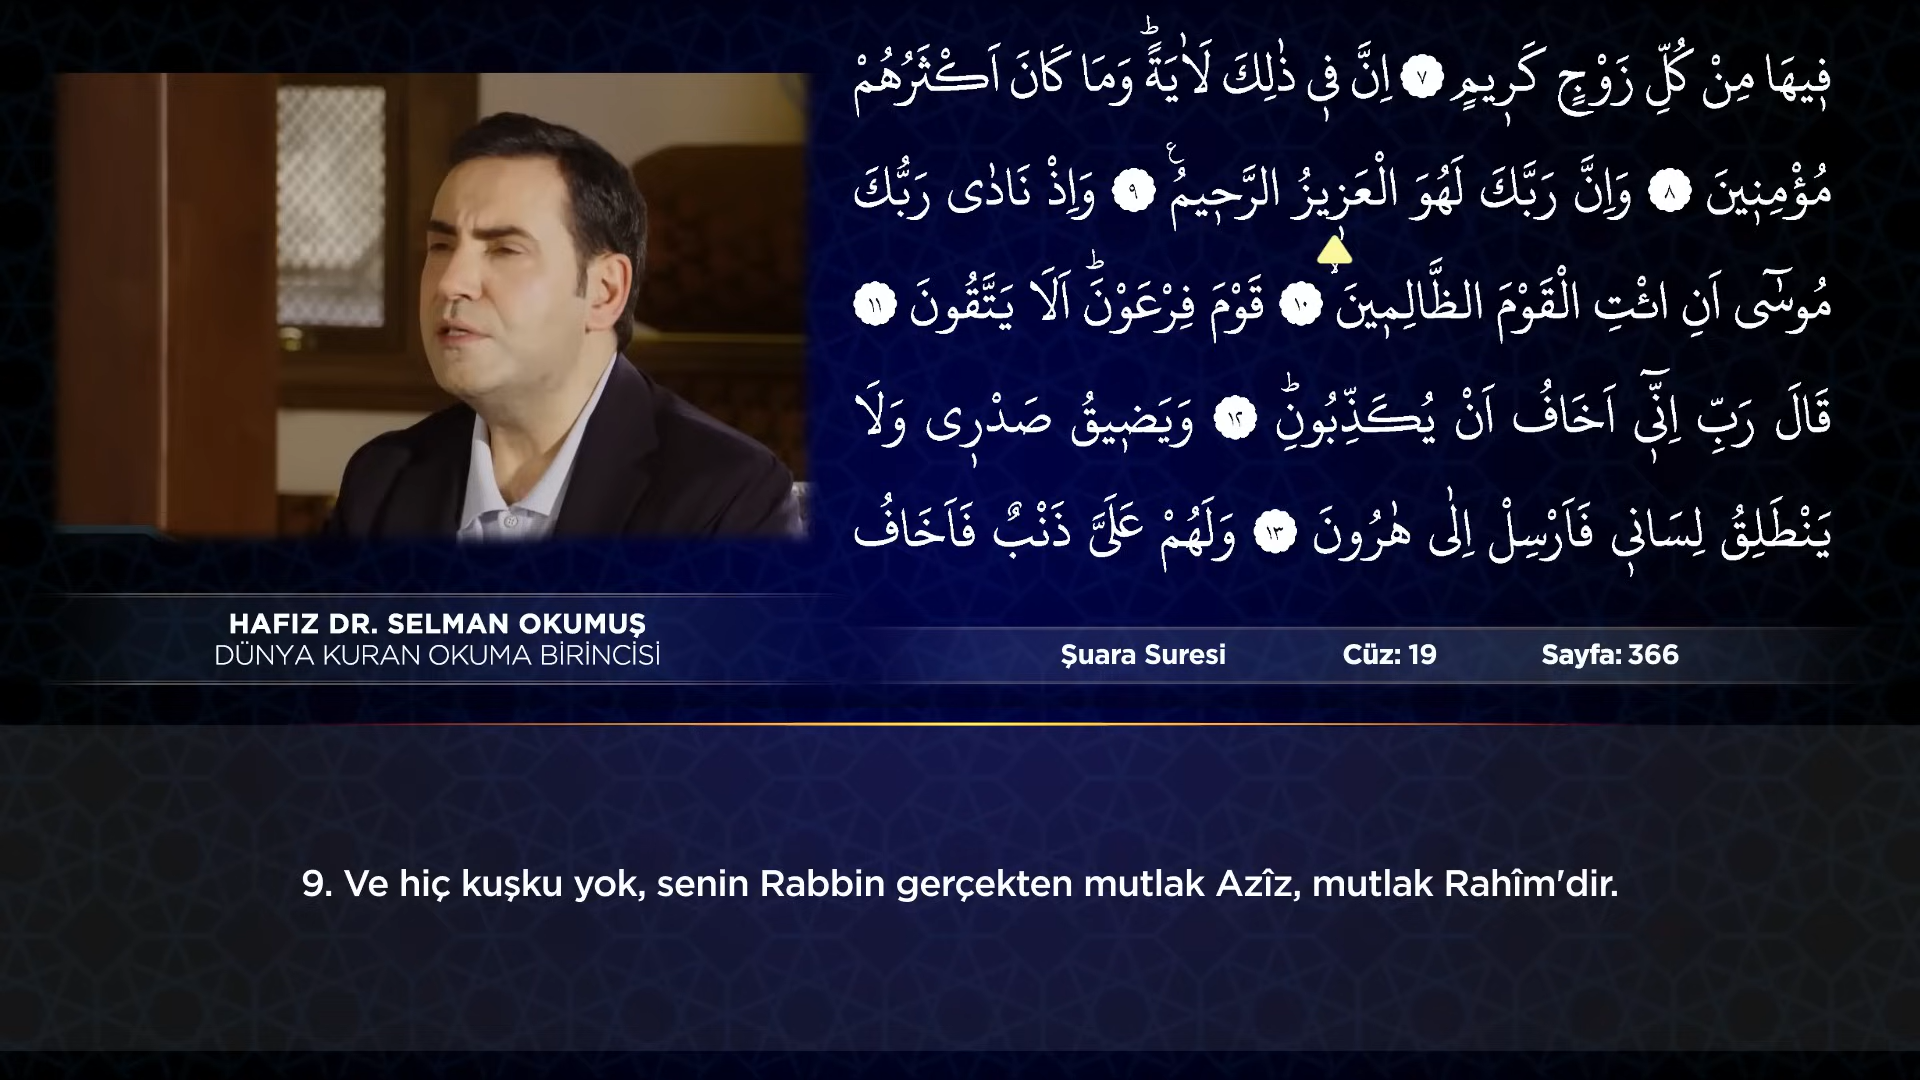 فِيهَا مِنْ كُلِّ زَوْجٍ كَرِيمٍ ﴿٧﴾ اِنَّ فِي ذٰلِكَ لَاٰيَةًۜ وَمَا كَانَ اَكْثَرُهُمْ
مُؤْمِنِينَ ﴿٨﴾ وَاِنَّ رَبَّكَ لَهُوَ الْعَزِيزُ الرَّحِيمُ۟ ﴿٩﴾ وَاِذْ نَادٰى رَبُّكَ
مُوسٰٓى اَنِ ائْتِ الْقَوْمَ الظَّالِمِينَۙ ﴿١٠﴾ قَوْمَ فِرْعَوْنَۜ اَلَا يَتَّقُونَ ﴿١١﴾
قَالَ رَبِّ اِنِّٓي اَخَافُ اَنْ يُكَذِّبُونِۜ ﴿١٢﴾ وَيَضِيقُ صَدْرِى وَلَا
يَنْطَلِقُ لِسَانِي فَاَرْسِلْ اِلٰى هٰرُونَ ﴿١٣﴾ وَلَهُمْ عَلَىَّ ذَنْبٌ فَاَخَافُ
HAFIZ DR. SELMAN OKUMUŞ
DÜNYA KURAN OKUMA BİRİNCİSİ
Şuara Suresi Cüz: 19 Sayfa: 366
9. Ve hiç kuşku yok, senin Rabbin gerçekten mutlak Azîz, mutlak Rahîm'dir.